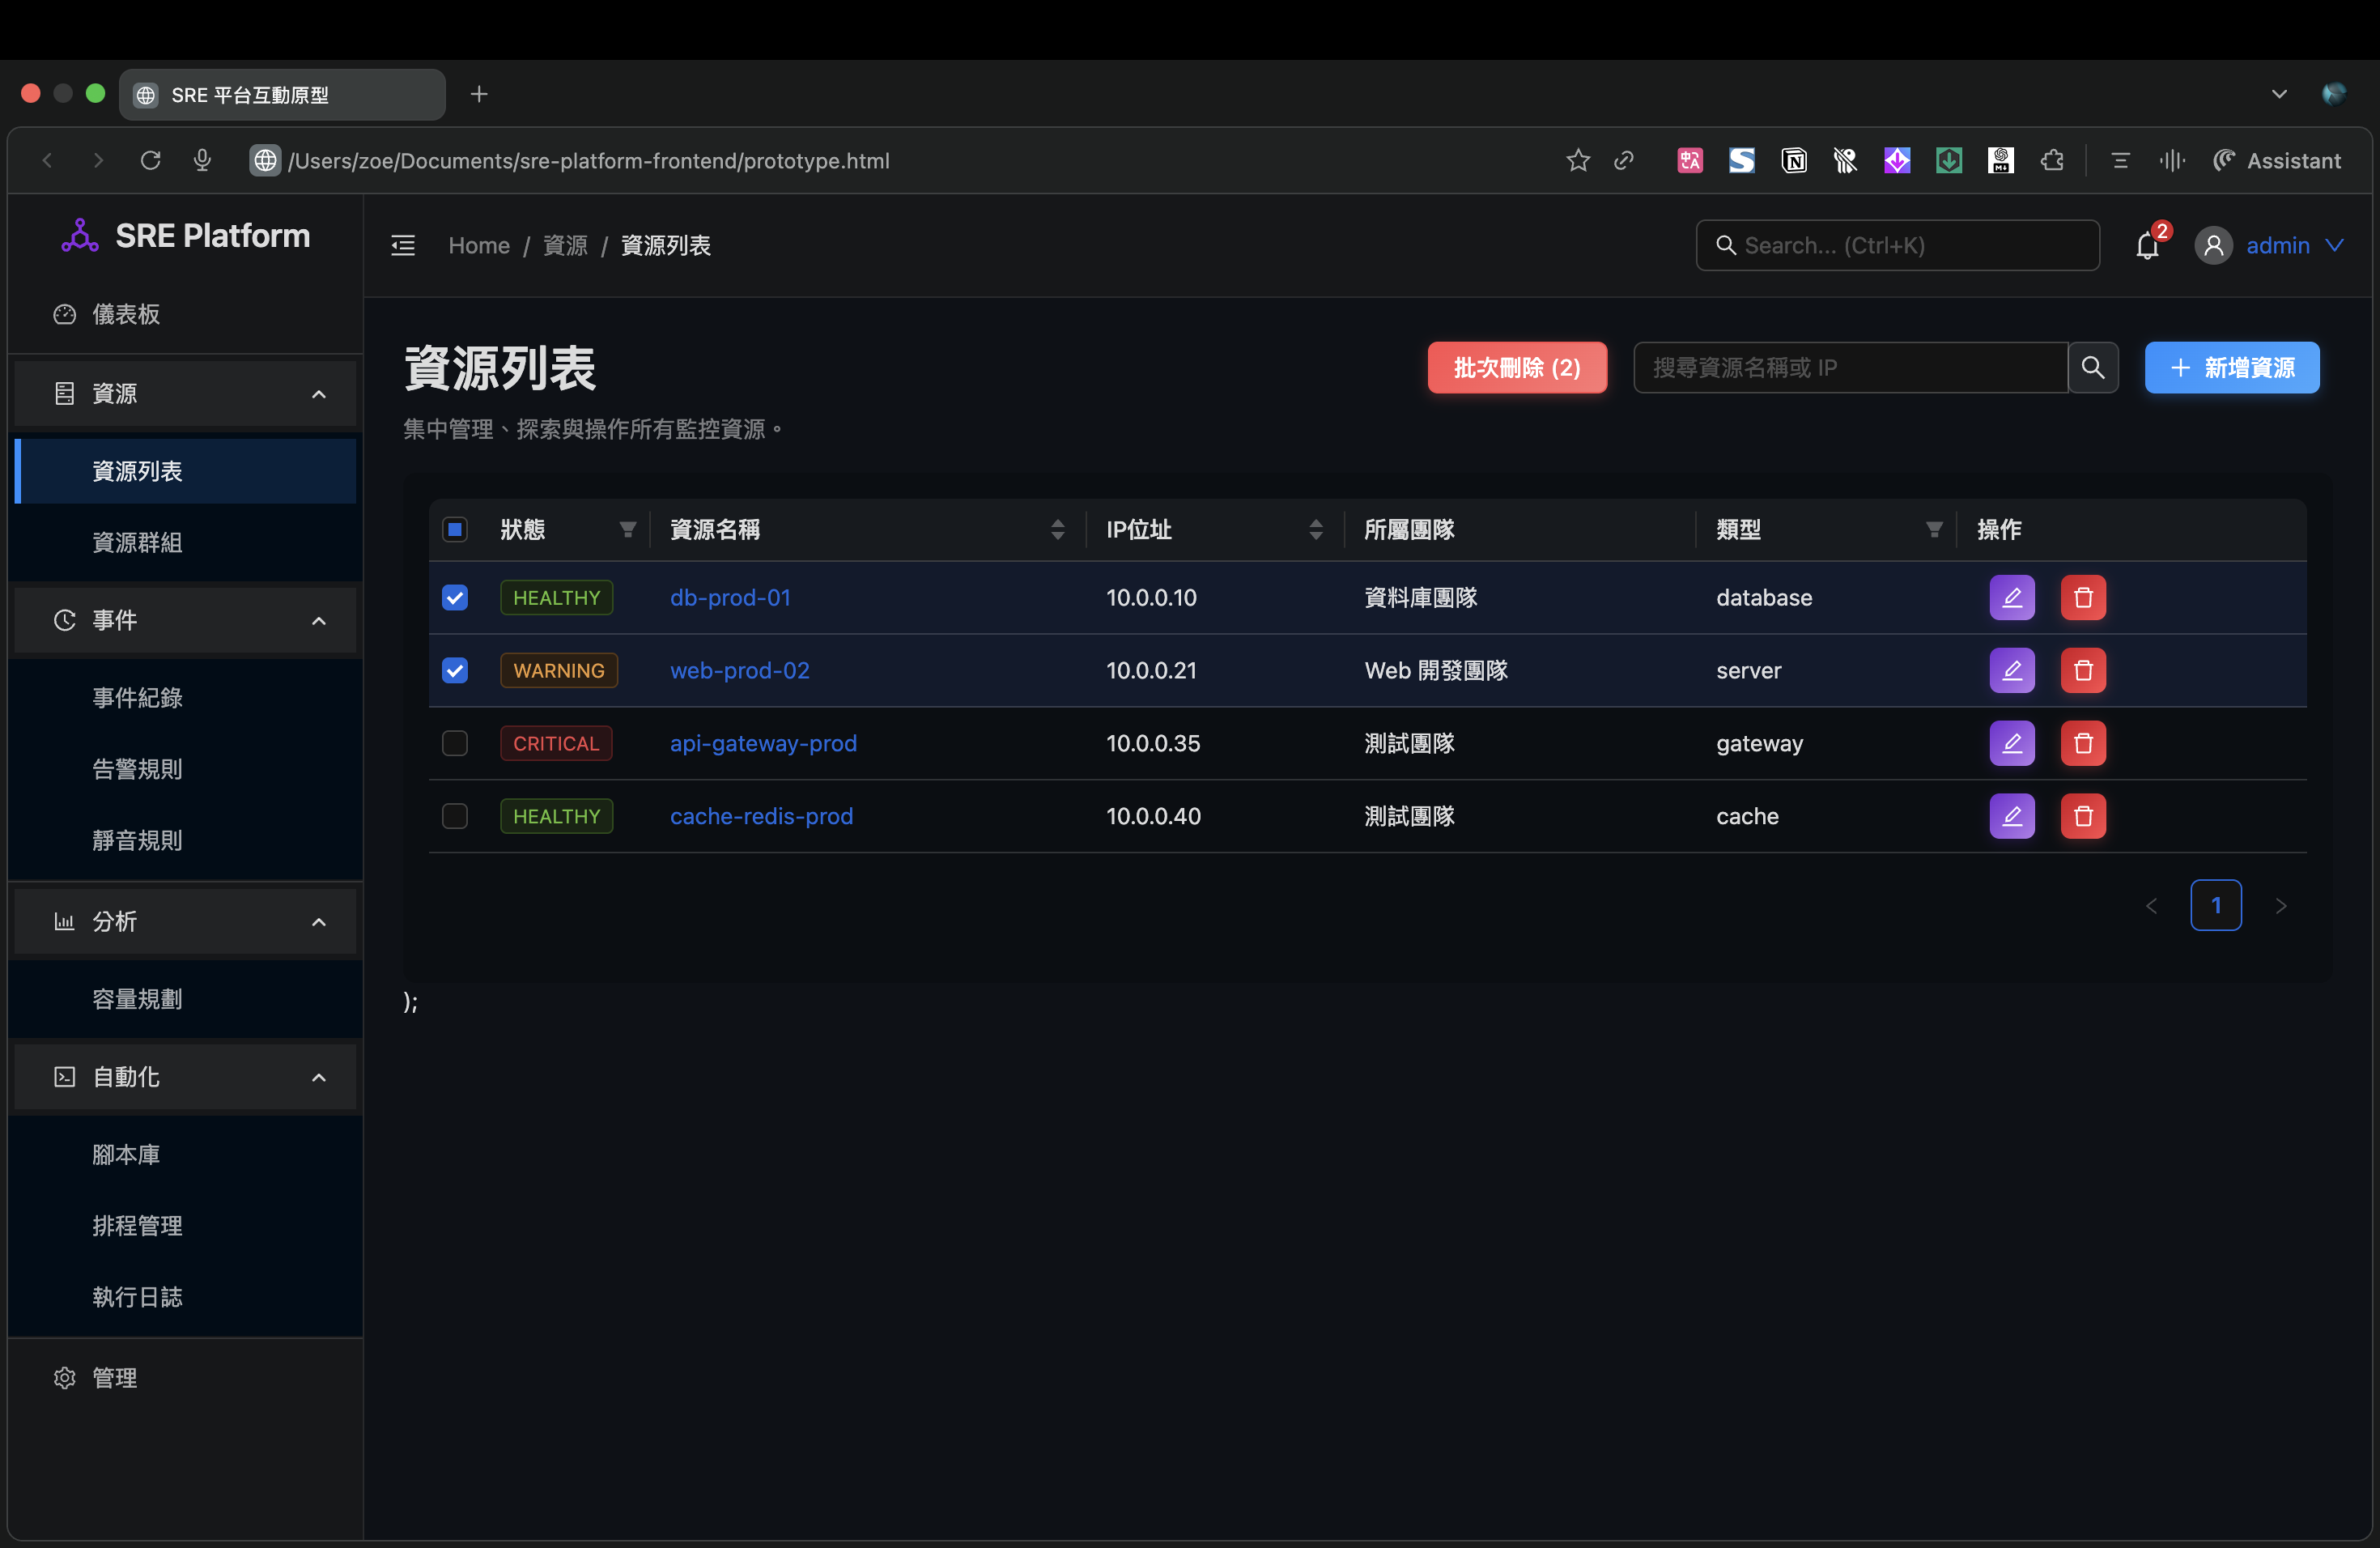 SRE 平台互動原型
/Users/zoe/Documents/sre-platform-frontend/prototype.html
Assistant
SRE Platform
儀表板
資源
資源列表
資源群組
事件
事件紀錄
告警規則
靜音規則
分析
容量規劃
自動化
腳本庫
排程管理
執行日誌
管理
Home / 資源 / 資源列表
Search... (Ctrl+K)
2
admin
資源列表
集中管理、探索與操作所有監控資源。
批次刪除 (2)
搜尋資源名稱或 IP
新增資源
狀態 資源名稱 IP位址 所屬團隊 類型 操作
HEALTHY db-prod-01 10.0.0.10 資料庫團隊 database
WARNING web-prod-02 10.0.0.21 Web 開發團隊 server
CRITICAL api-gateway-prod 10.0.0.35 測試團隊 gateway
HEALTHY cache-redis-prod 10.0.0.40 測試團隊 cache
1
);